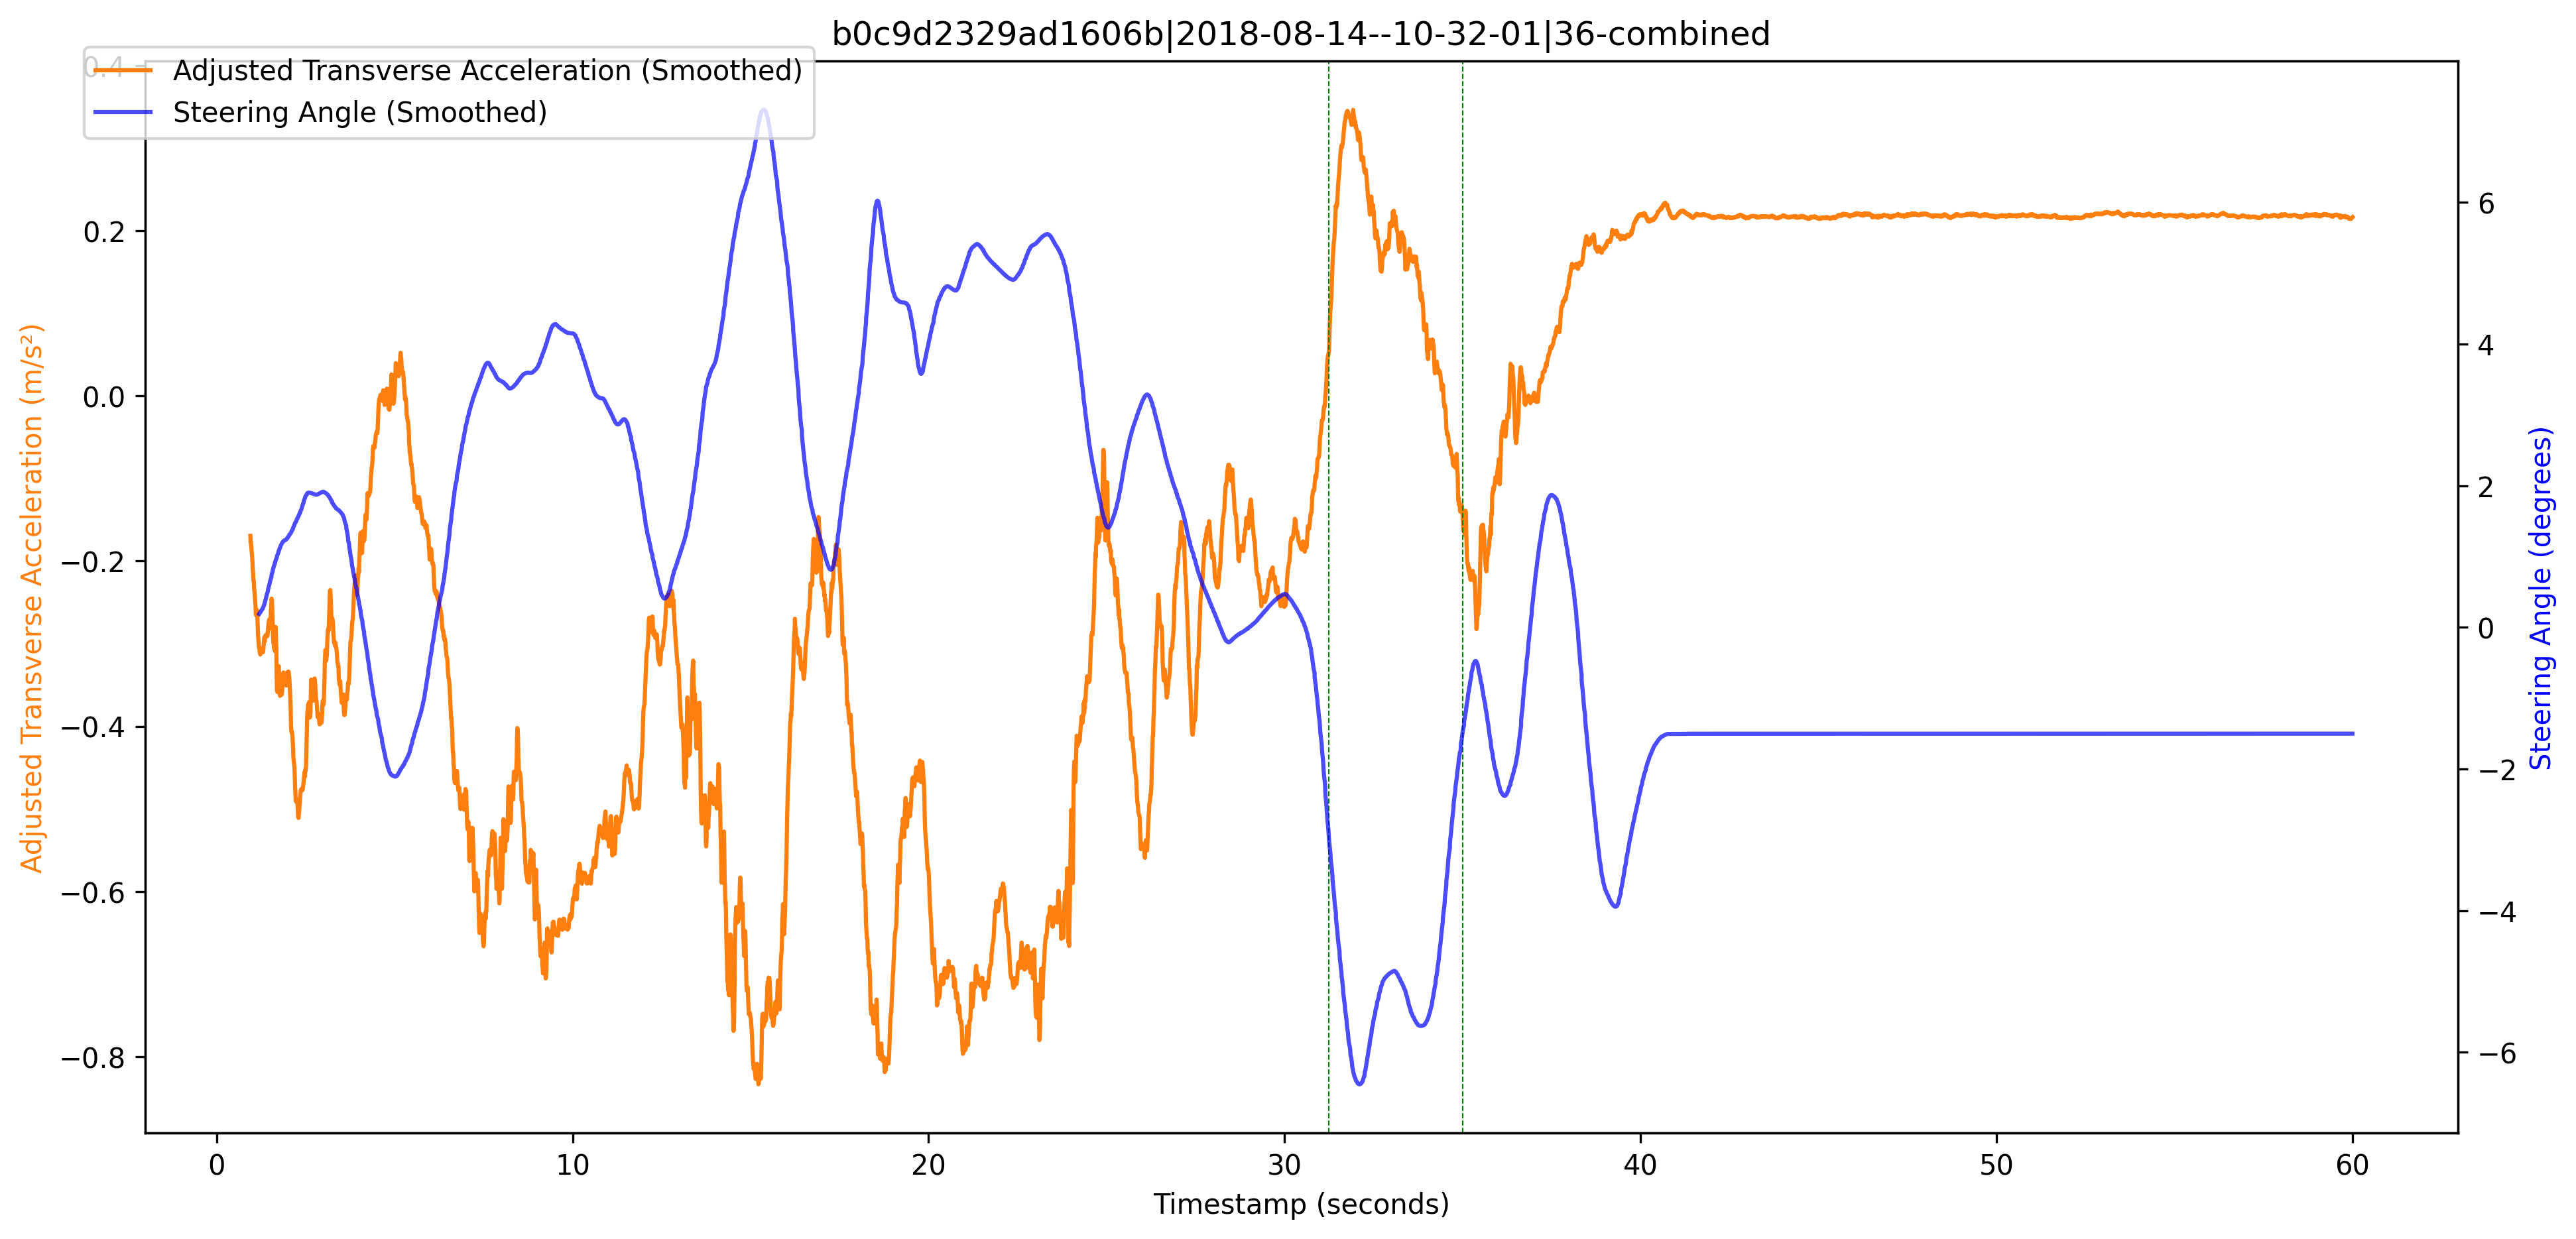 b0c9d2329ad1606b|2018-08-14--10-32-01|36-combined
Adjusted Transverse Acceleration (Smoothed)
Steering Angle (Smoothed)
Adjusted Transverse Acceleration (m/s²)
0.4
0.2
0.0
−0.2
−0.4
−0.6
−0.8
6
4
2
0
−2
−4
−6
Steering Angle (degrees)
0 10 20 30 40 50 60
Timestamp (seconds)